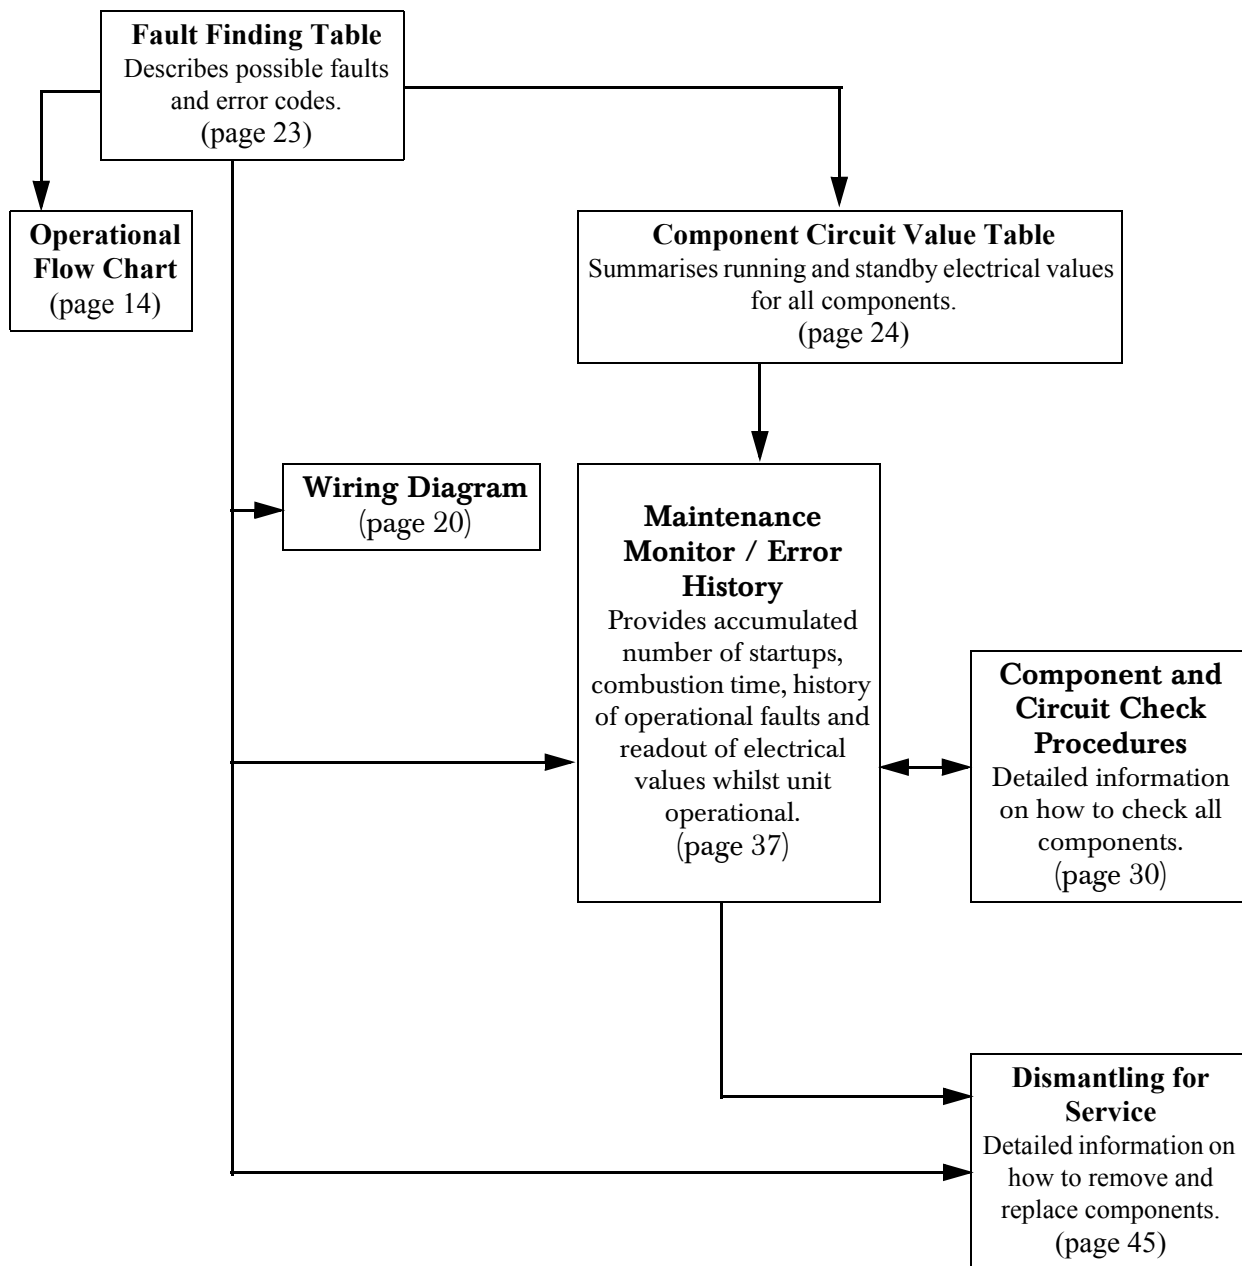 Fault Finding Table
Describes possible faults
and error codes.
(page 23)
Operational
Flow Chart
(page 14)
Component Circuit Value Table
Summarises running and standby electrical values
for all components.
(page 24)
Wiring Diagram
(page 20)
Maintenance
Monitor / Error
History
Provides accumulated
number of startups,
combustion time, history
of operational faults and
readout of electrical
values whilst unit
operational.
(page 37)
Component and
Circuit Check
Procedures
Detailed information
on how to check all
components.
(page 30)
Dismantling for
Service
Detailed information on
how to remove and
replace components.
(page 45)